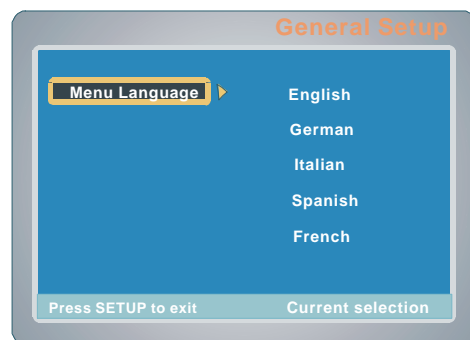 General Setup
Menu Language English
German
Italian
Spanish
French
Press SETUP to exit Current selection